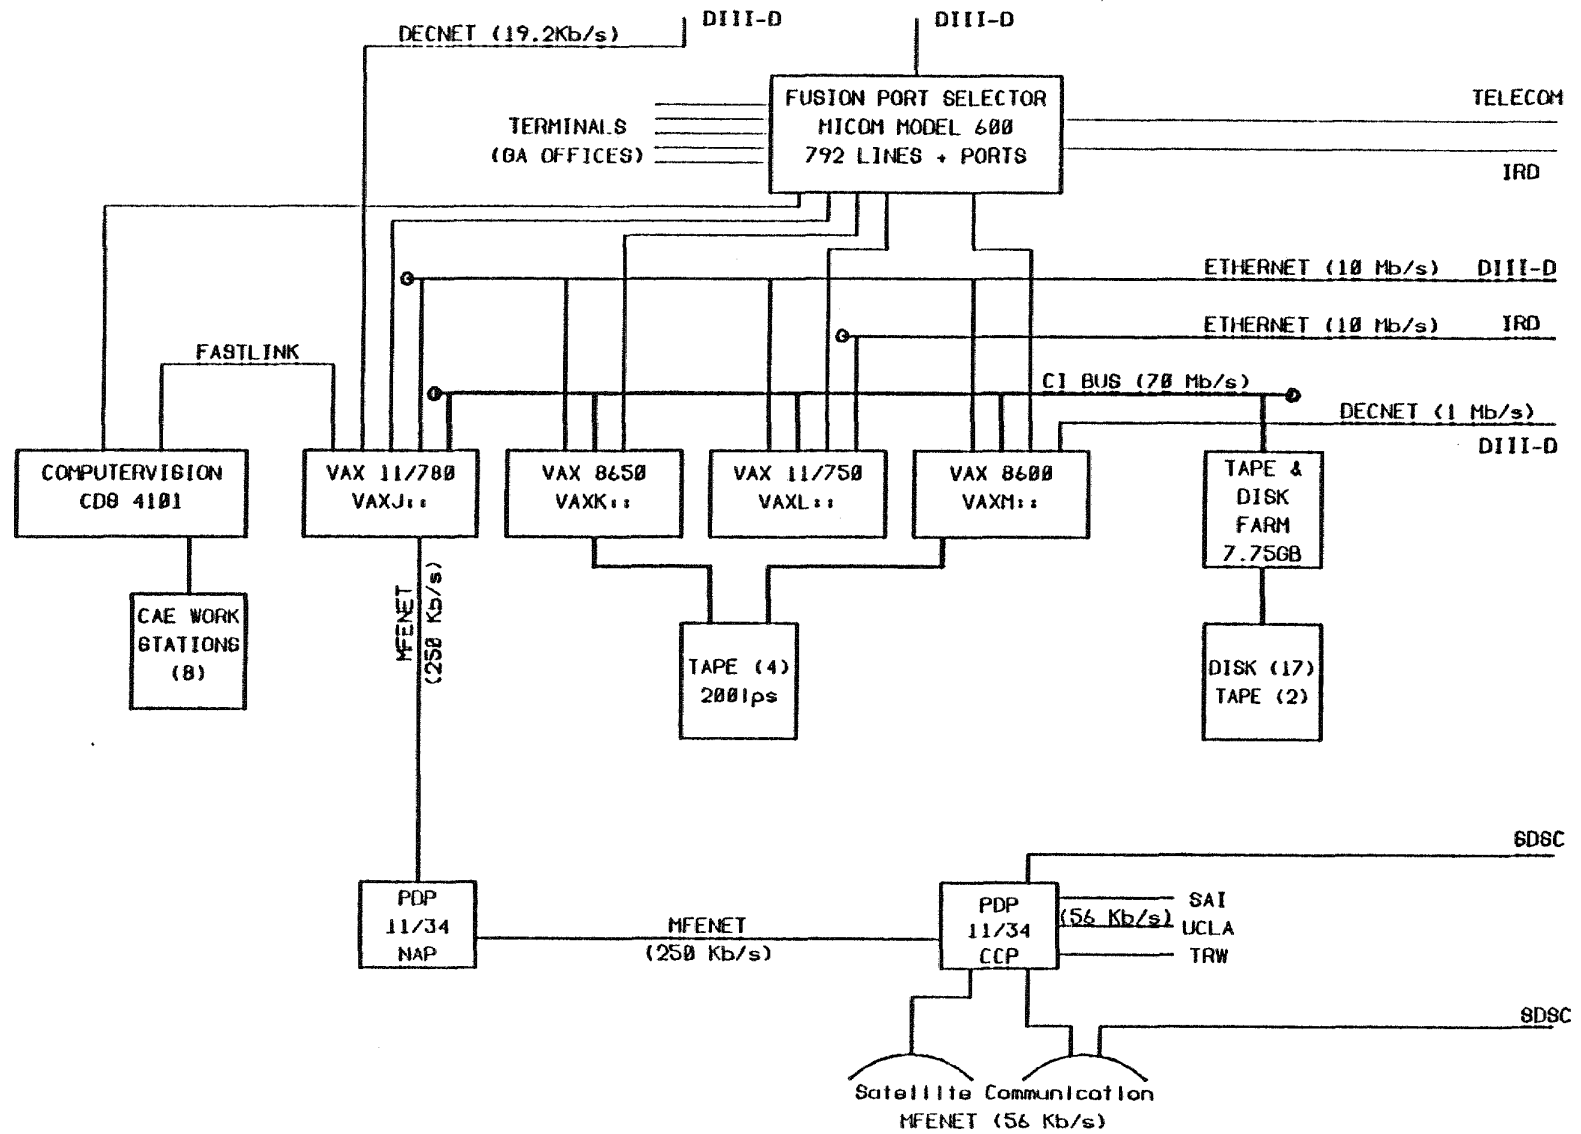 DIII-D
DIII-D
DECNET (19.2Kb/s)
FUSION PORT SELECTOR
MICOM MODEL 600
792 LINES + PORTS
TELECOM
TERMINALS
(GA OFFICES)
IRD
ETHERNET (10 Mb/s) DIII-D
ETHERNET (10 Mb/s) IRD
FASTLINK
CI BUS (70 Mb/s)
DECNET (1 Mb/s)
DIII-D
COMPUTERVISION
CDS 4101
VAX 11/780
VAXJ::
VAX 8650
VAXK::
VAX 11/750
VAXL::
VAX 8600
VAXM::
TAPE &
DISK
FARM
7.75GB
CAE WORK
STATIONS
(8)
MFENET
(250 Kb/s)
TAPE (4)
200ips
DISK (17)
TAPE (2)
SDSC
PDP
11/34
NAP
MFENET
(250 Kb/s)
PDP
11/34
CCP
SAI
(56 Kb/s) UCLA
TRW
SDSC
Satellite Communication
MFENET (56 Kb/s)